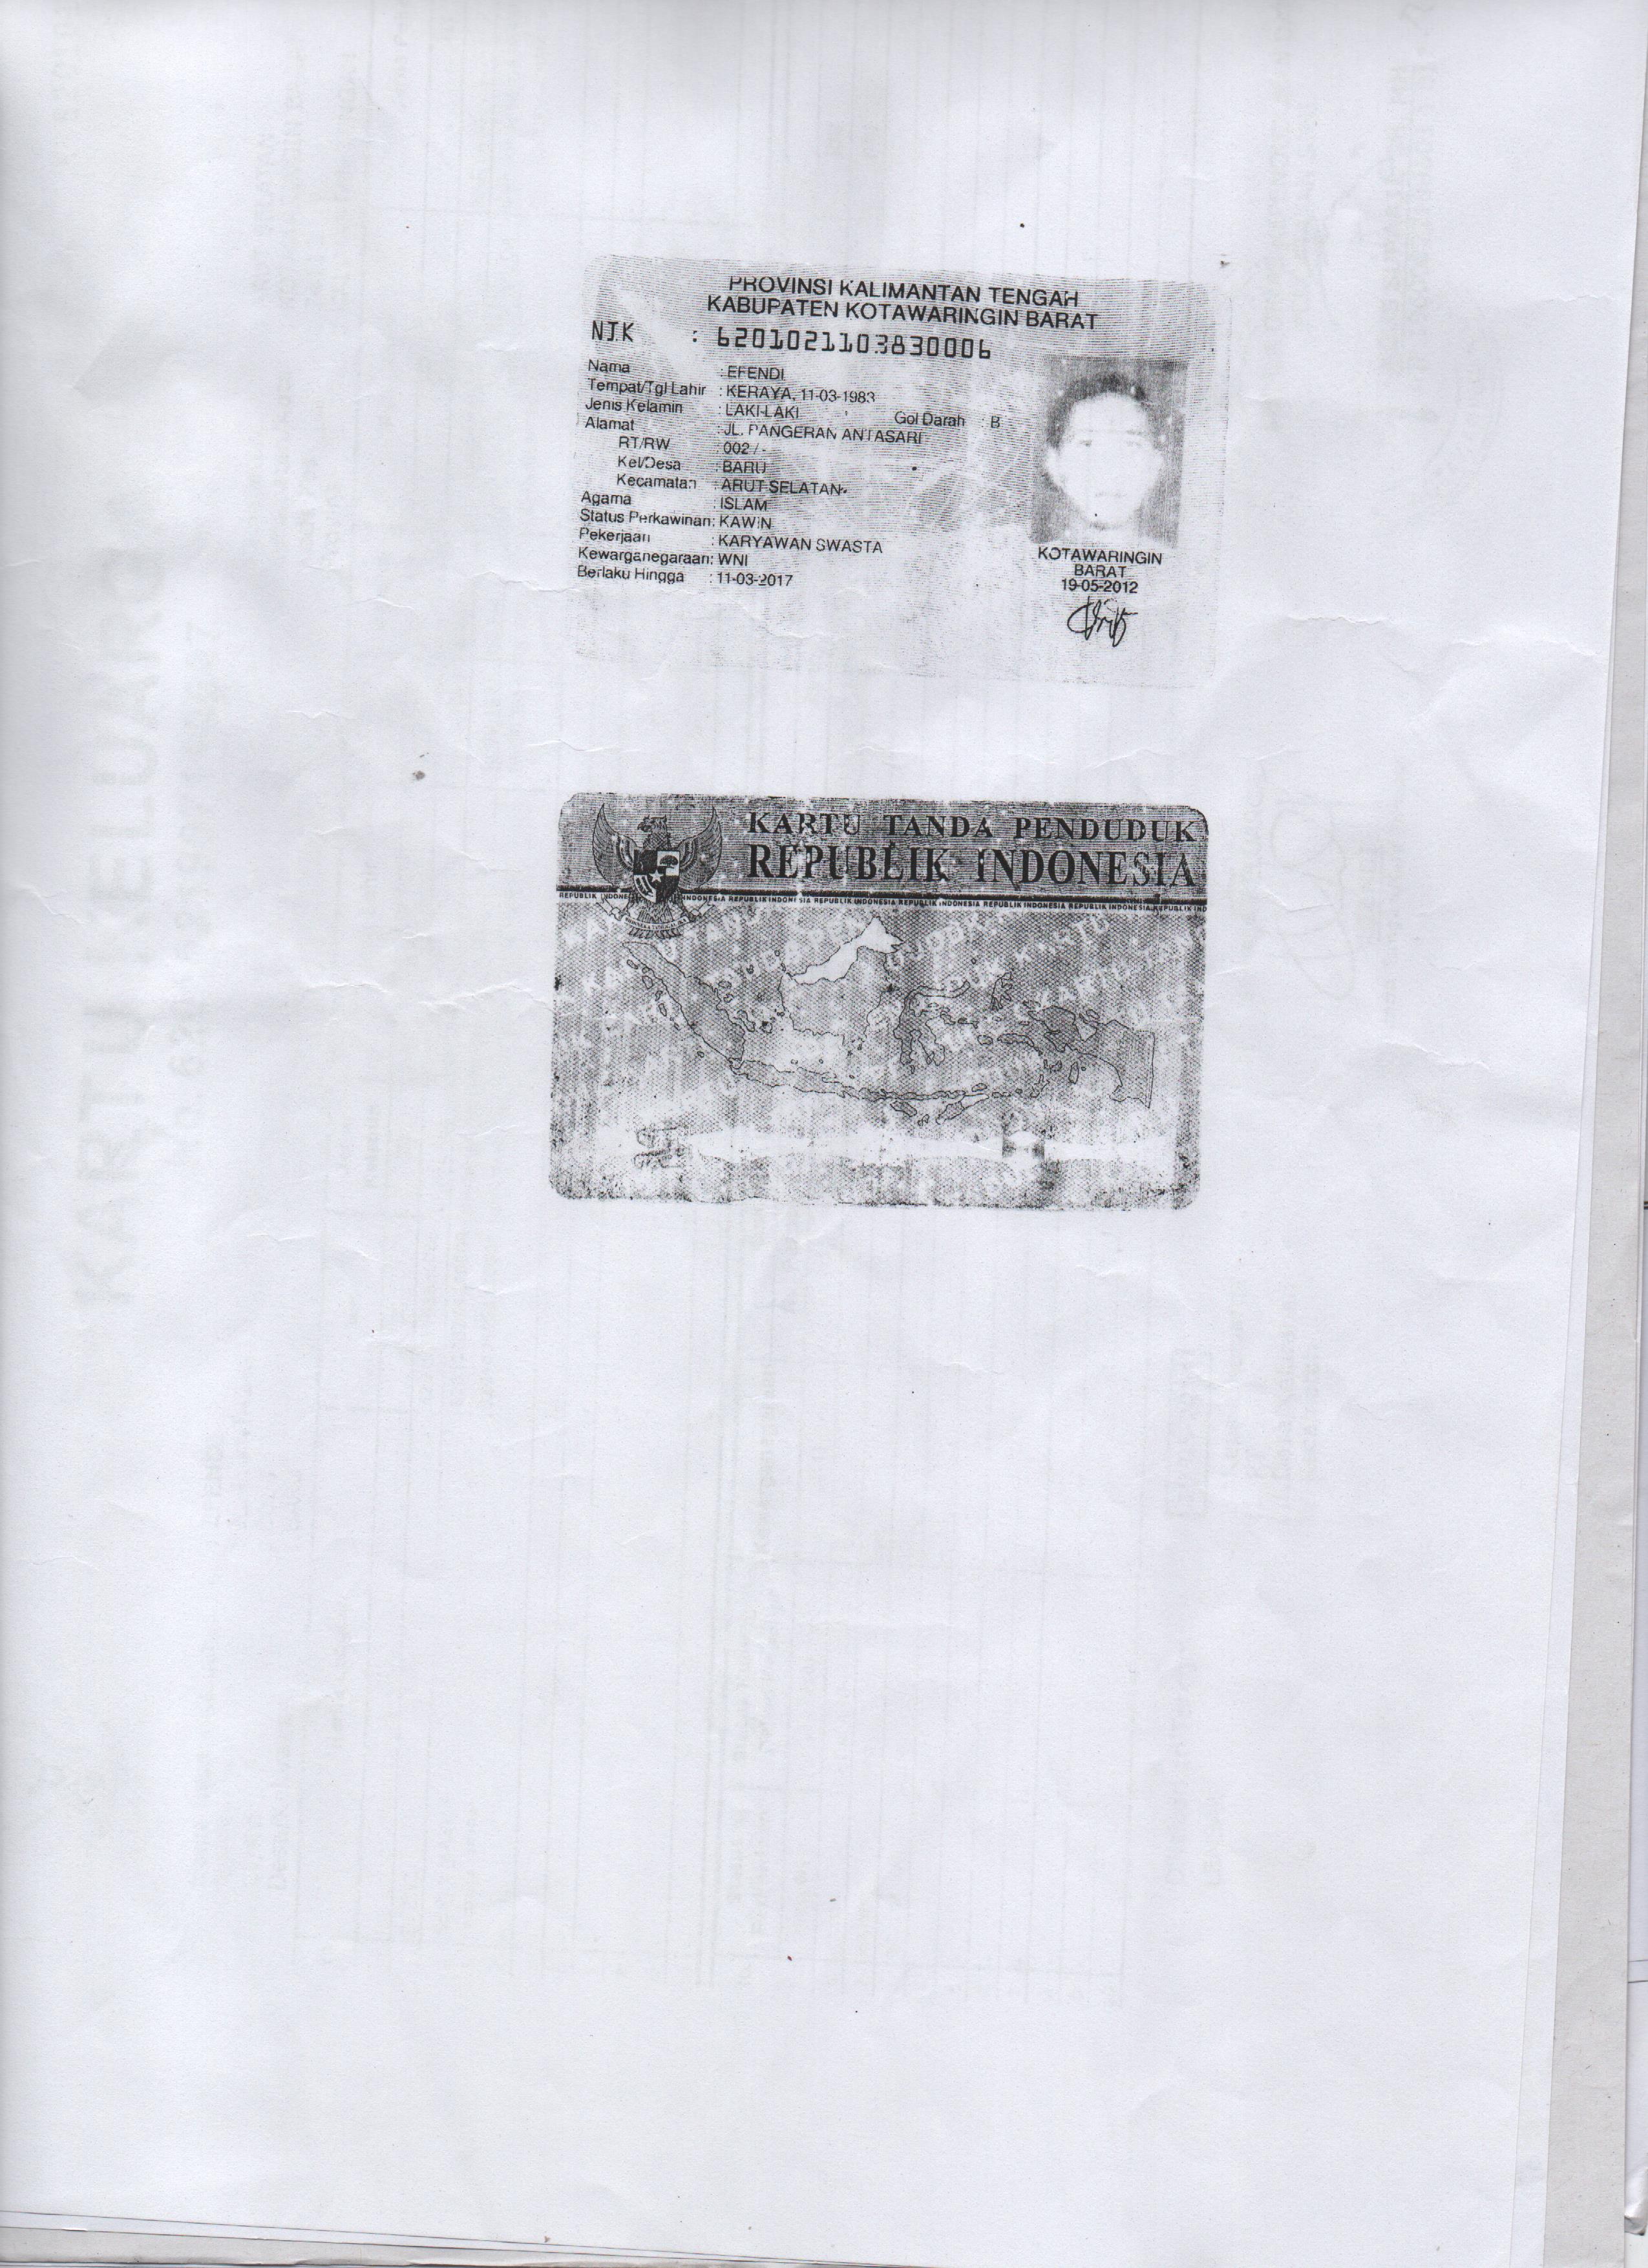 PROVINSI KALIMANTAN TENGAH
KABUPATEN KOTAWARINGIN BARAT
NIK : 6201021103830006
Nama : EFENDI
Tempat/Tgl Lahir : KERAYA, 11-03-1983
Jenis Kelamin : LAKI-LAKI Gol Darah : B
Alamat : JL. PANGERAN ANTASARI
RT/RW 002 / -
Kel/Desa : BARU
Kecamatan : ARUT SELATAN
Agama : ISLAM
Status Perkawinan: KAWIN
Pekerjaan : KARYAWAN SWASTA
Kewarganegaraan: WNI
Berlaku Hingga : 11-03-2017
KOTAWARINGIN
BARAT
19-05-2012
KARTU TANDA PENDUDUK
REPUBLIK INDONESIA
REPUBLIK INDONESIA REPUBLIK INDONESIA REPUBLIK INDONESIA REPUBLIK INDONESIA REPUBLIK INDONESIA REPUBLIK IND